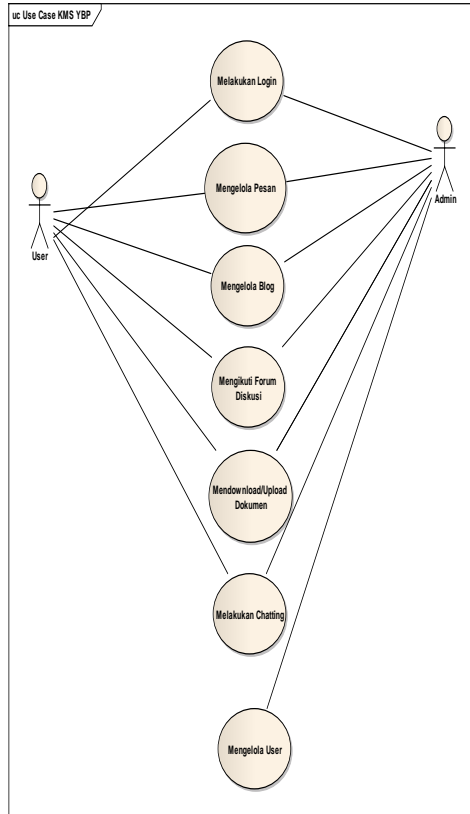 uc Use Case KMS YBP
Melakukan Login
Admin
Mengelola Pesan
User
Mengelola Blog
Mengikuti Forum
Diskusi
Mendownload/Upload
Dokumen
Melakukan Chatting
Mengelola User